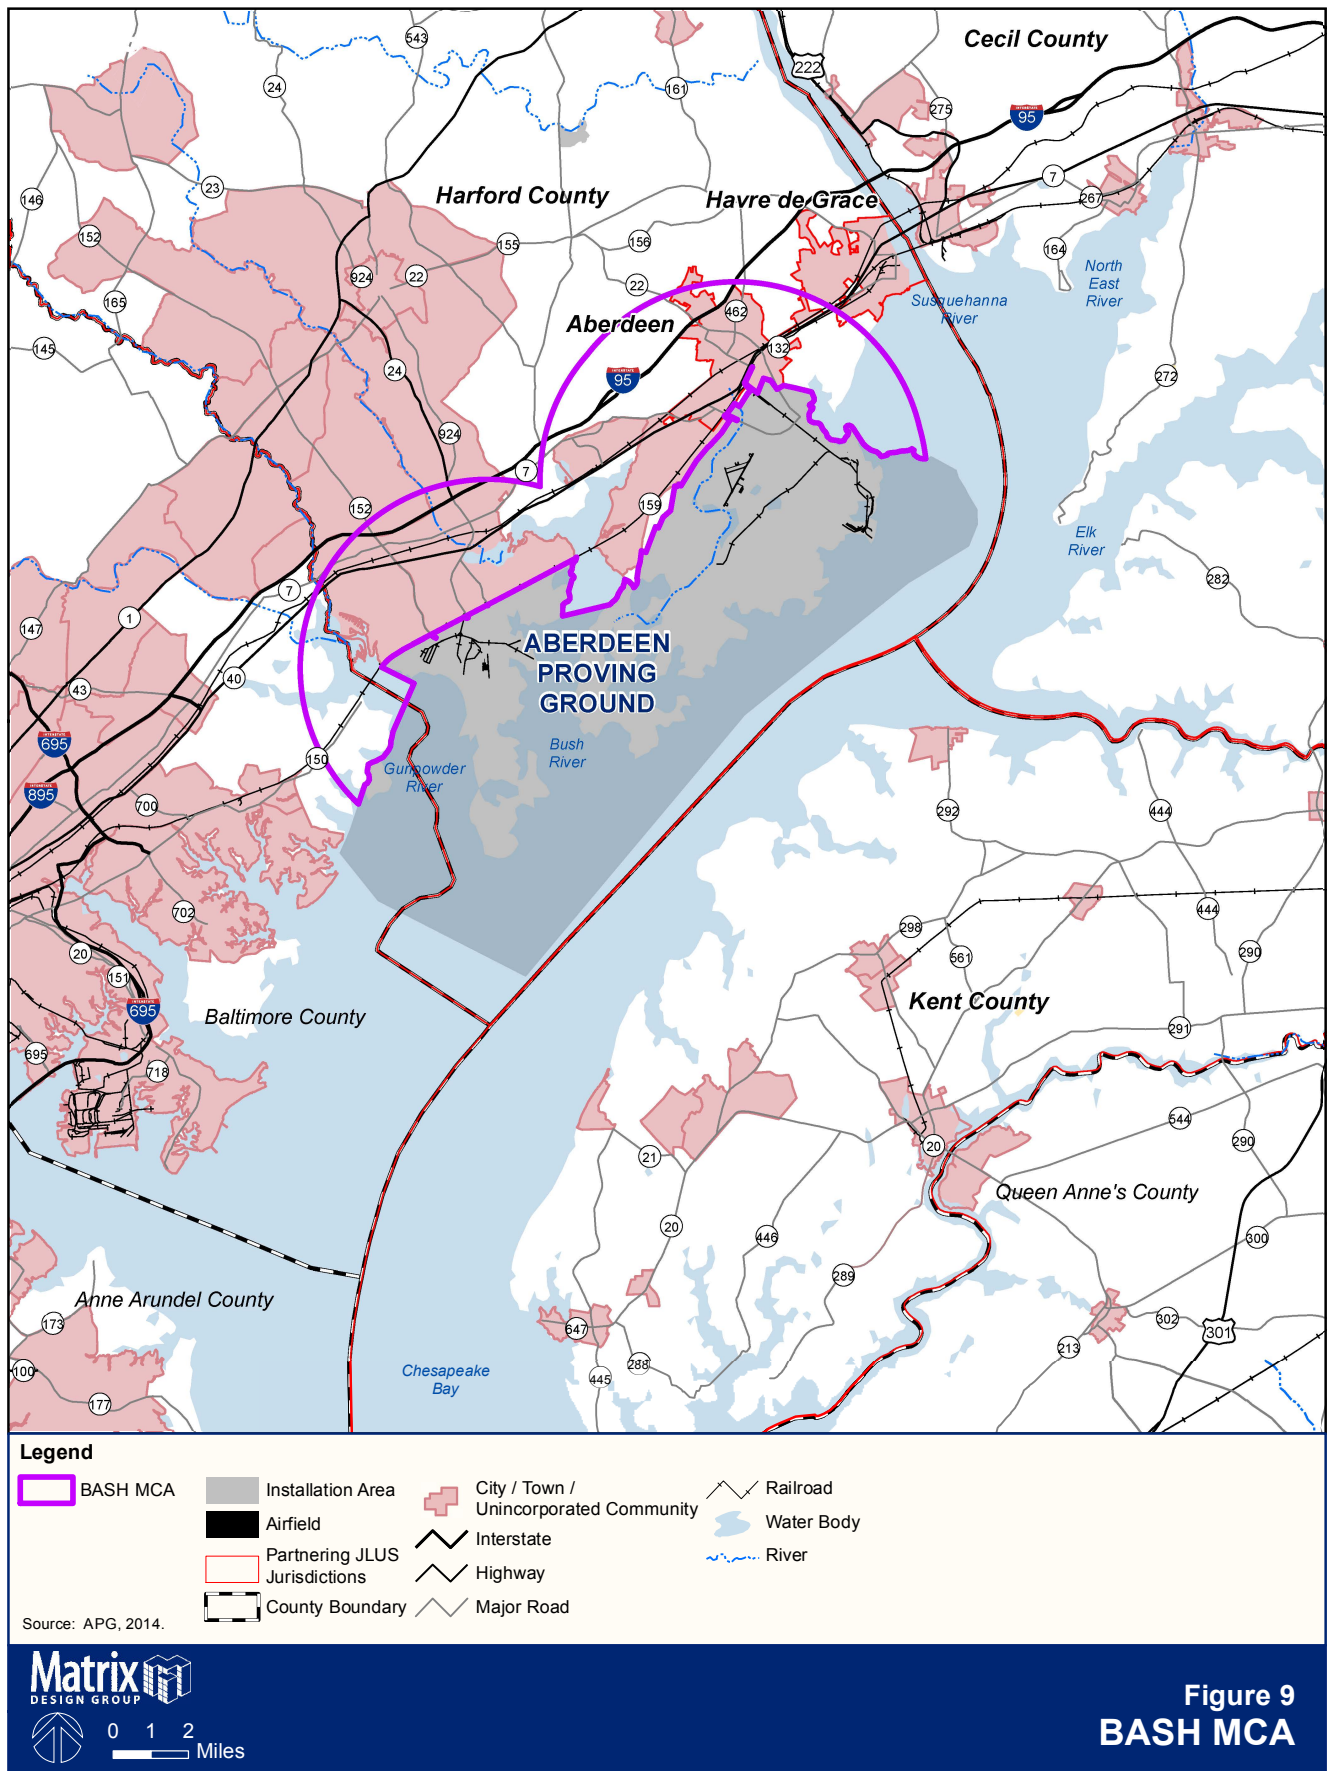 543
24
161
222
Cecil County
275
95
INTERSTATE
146
23
Harford County
Havre de Grace
7
267
152
924
22
155
156
164
North
East
River
165
22
462
Susquehanna
River
Aberdeen
145
132
24
INTERSTATE
95
272
924
7
152
159
Elk
River
282
7
1
147
ABERDEEN
PROVING
GROUND
40
43
INTERSTATE
695
Bush
River
150
Gunpowder
River
INTERSTATE
895
700
292
444
702
298
444
20
561
290
151
INTERSTATE
695
Kent County
Baltimore County
291
695
718
544
20
290
21
Queen Anne's County
20
446
300
289
Anne Arundel County
173
647
302
301
213
288
100
Chesapeake
Bay
445
177
Legend
BASH MCA
Installation Area
Airfield
Partnering JLUS
Jurisdictions
County Boundary
City / Town /
Unincorporated Community
Interstate
Highway
Major Road
Railroad
Water Body
River
Source: APG, 2014.
Matrix
DESIGN GROUP
0 1 2
Miles
Figure 9
BASH MCA